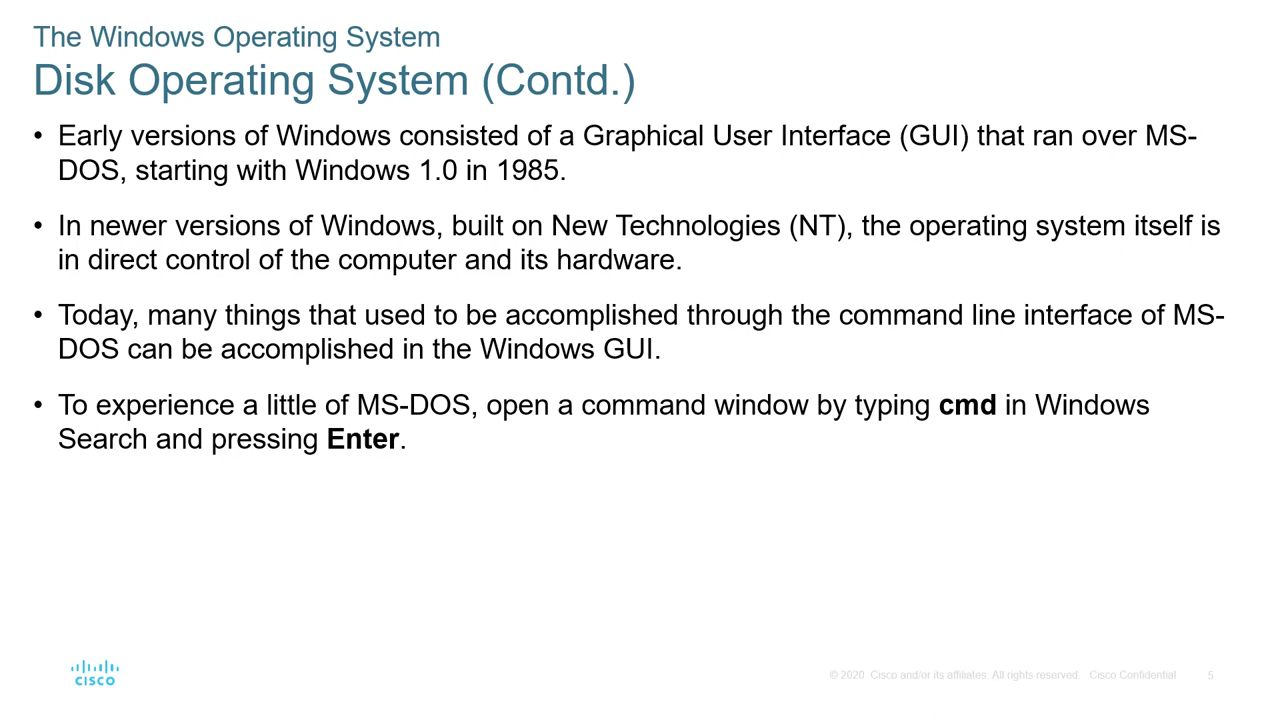 The Windows Operating System
Disk Operating System (Contd.)
• Early versions of Windows consisted of a Graphical User Interface (GUI) that ran over MS-
DOS, starting with Windows 1.0 in 1985.
• In newer versions of Windows, built on New Technologies (NT), the operating system itself is
in direct control of the computer and its hardware.
• Today, many things that used to be accomplished through the command line interface of MS-
DOS can be accomplished in the Windows GUI.
• To experience a little of MS-DOS, open a command window by typing cmd in Windows
Search and pressing Enter.
CISCO
© 2020 Cisco and/or its affiliates. All rights reserved. Cisco Confidential 5